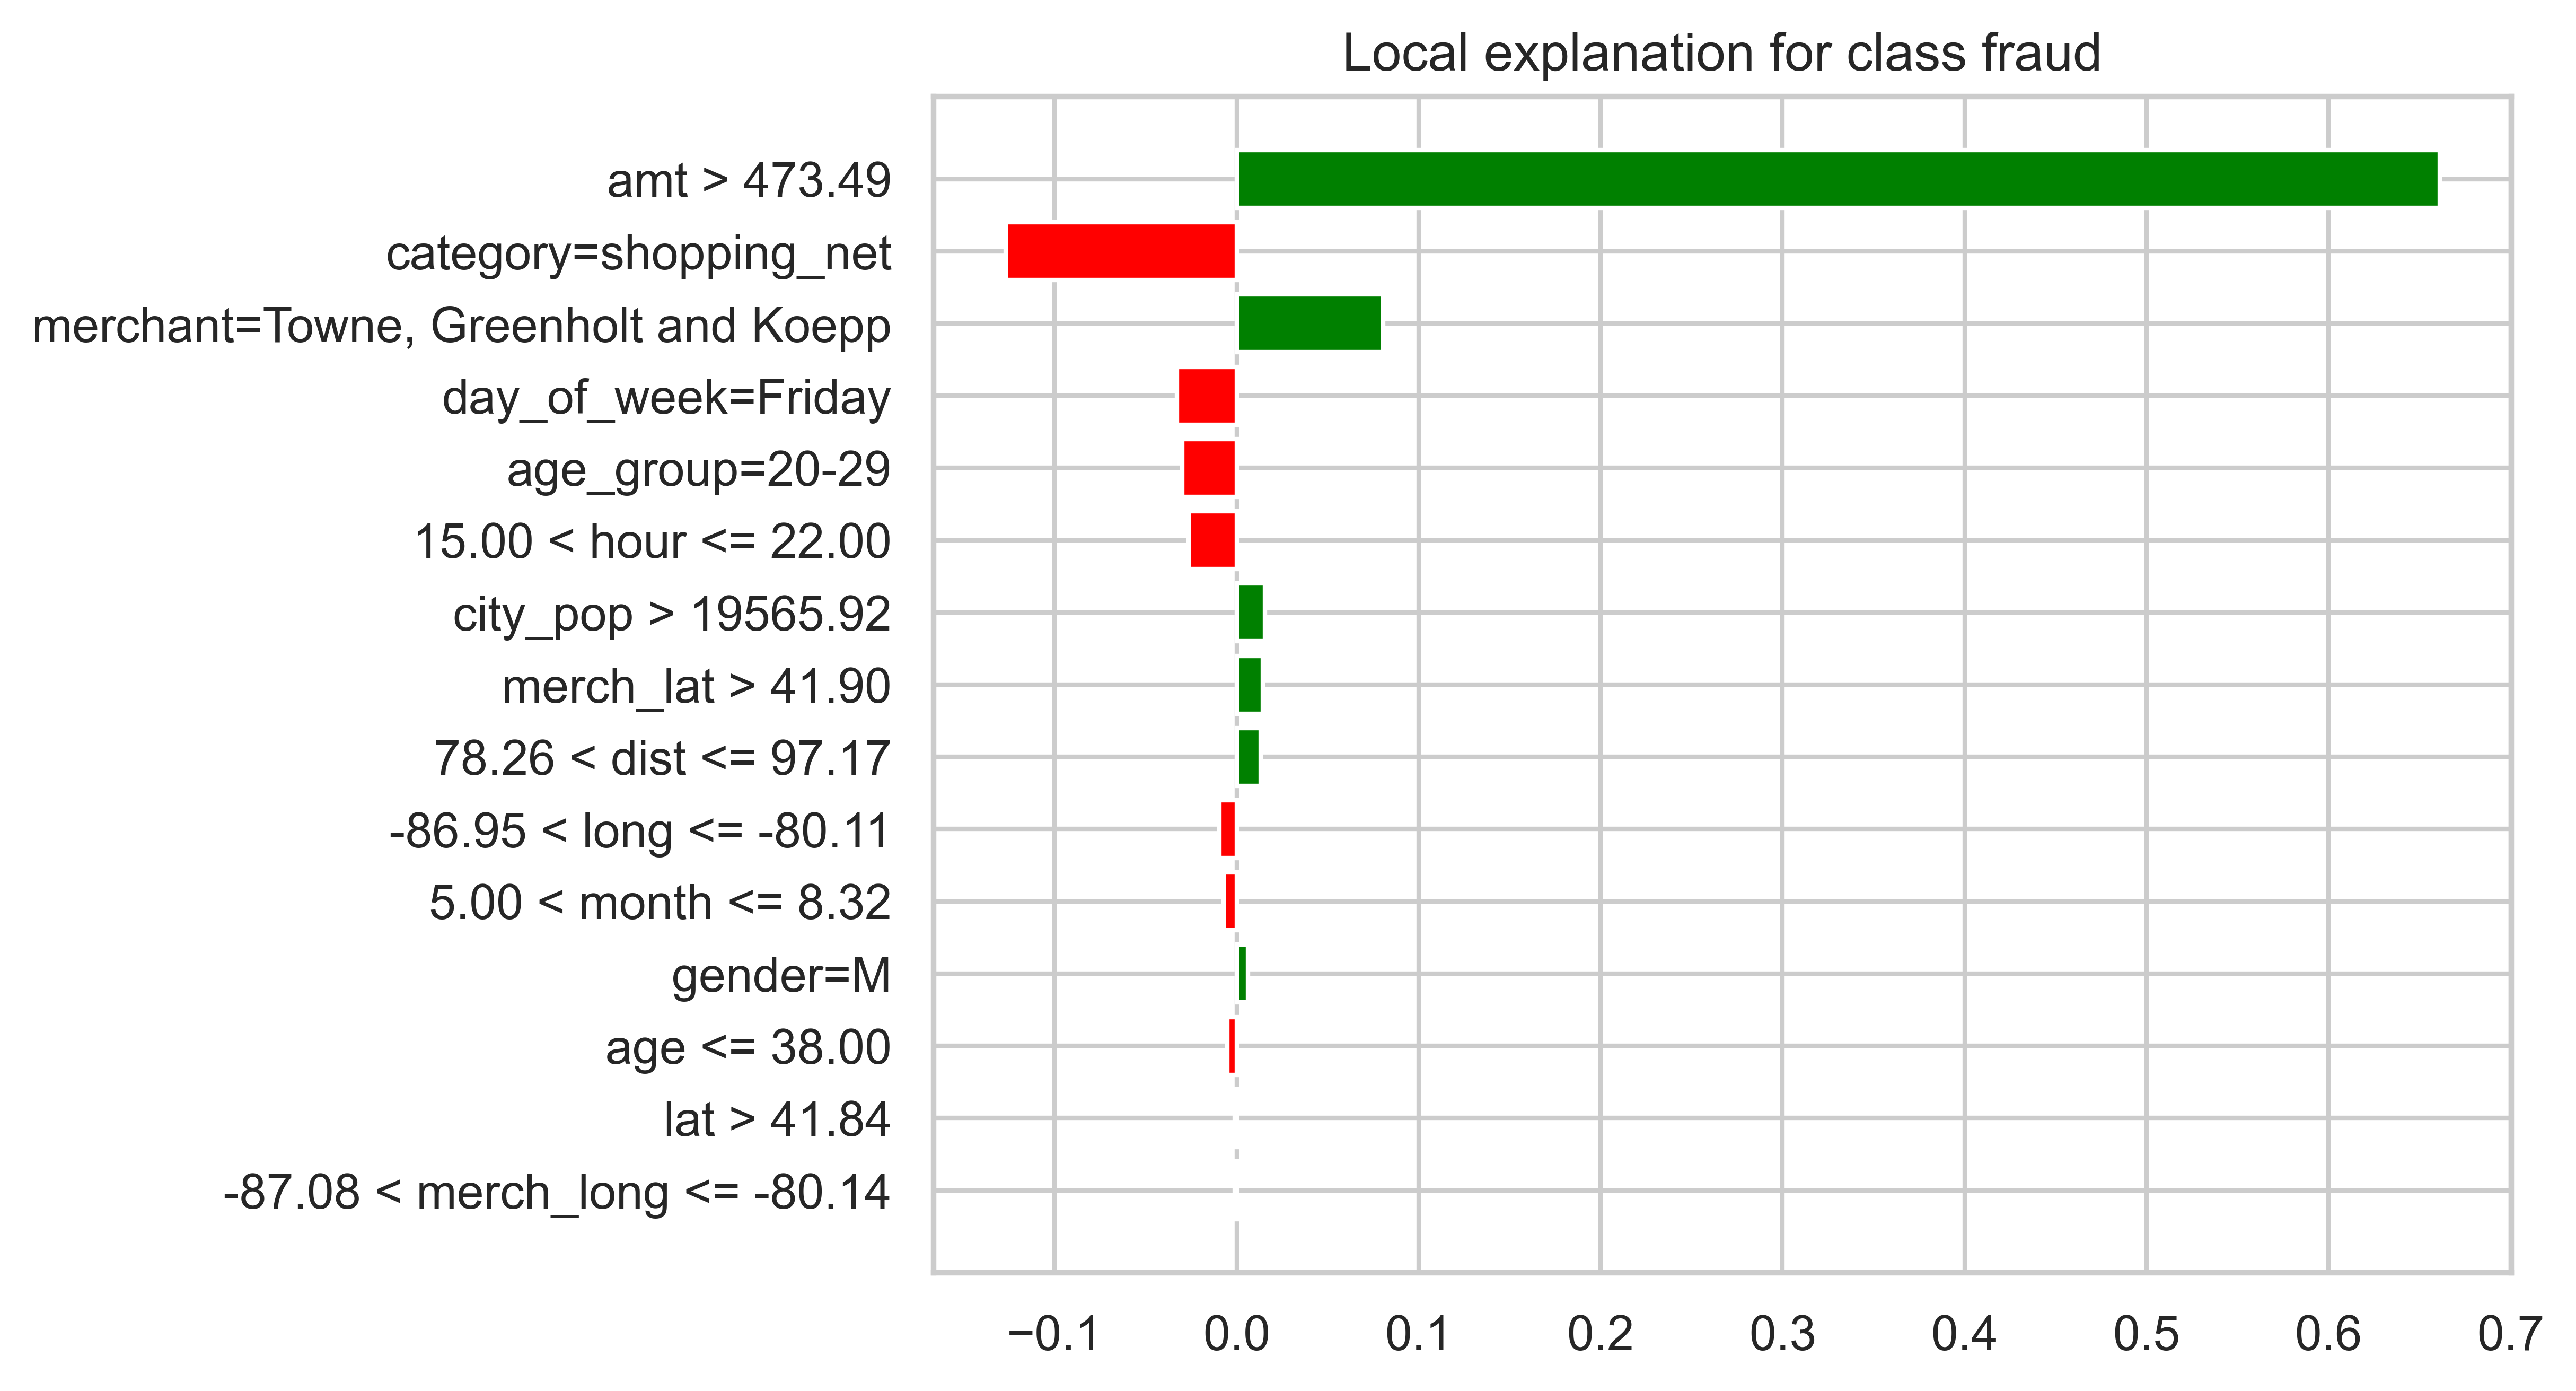 Local explanation for class fraud
amt > 473.49
category=shopping_net
merchant=Towne, Greenholt and Koepp
day_of_week=Friday
age_group=20-29
15.00 < hour <= 22.00
city_pop > 19565.92
merch_lat > 41.90
78.26 < dist <= 97.17
-86.95 < long <= -80.11
5.00 < month <= 8.32
gender=M
age <= 38.00
lat > 41.84
-87.08 < merch_long <= -80.14
−0.1 0.0 0.1 0.2 0.3 0.4 0.5 0.6 0.7